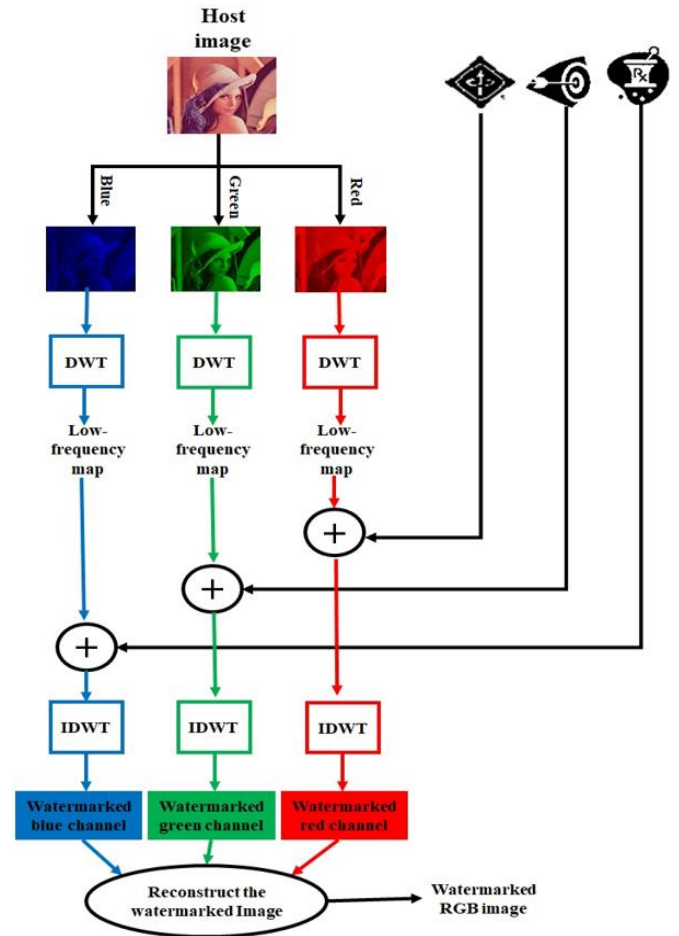 Host
image
Rx
Blue
Green
Red
DWT
DWT
DWT
Low-
frequency
map
Low-
frequency
map
Low-
frequency
map
+
+
+
IDWT
IDWT
IDWT
Watermarked
blue channel
Watermarked
green channel
Watermarked
red channel
Reconstruct the
watermarked Image
Watermarked
RGB image